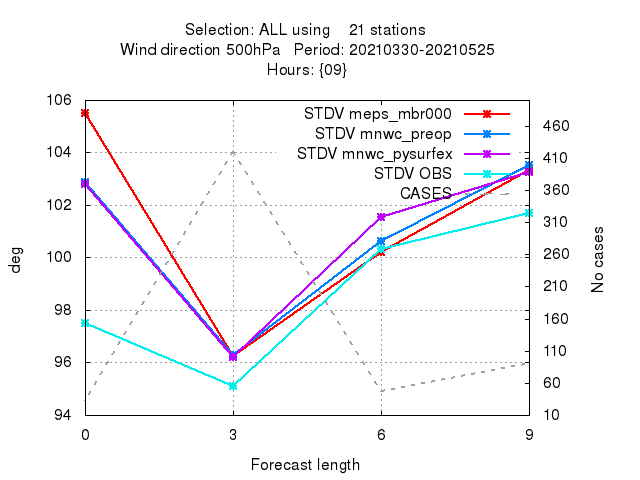 Selection: ALL using    21 stations
Wind direction 500hPa   Period: 20210330-20210525
Hours: {09}
STDV meps_mbr000
STDV mnwc_preop
STDV mnwc_pysurfex
STDV OBS
CASES
106
104
102
100
98
96
94
deg
460
410
360
310
260
210
160
110
60
10
No cases
0 3 6 9
Forecast length